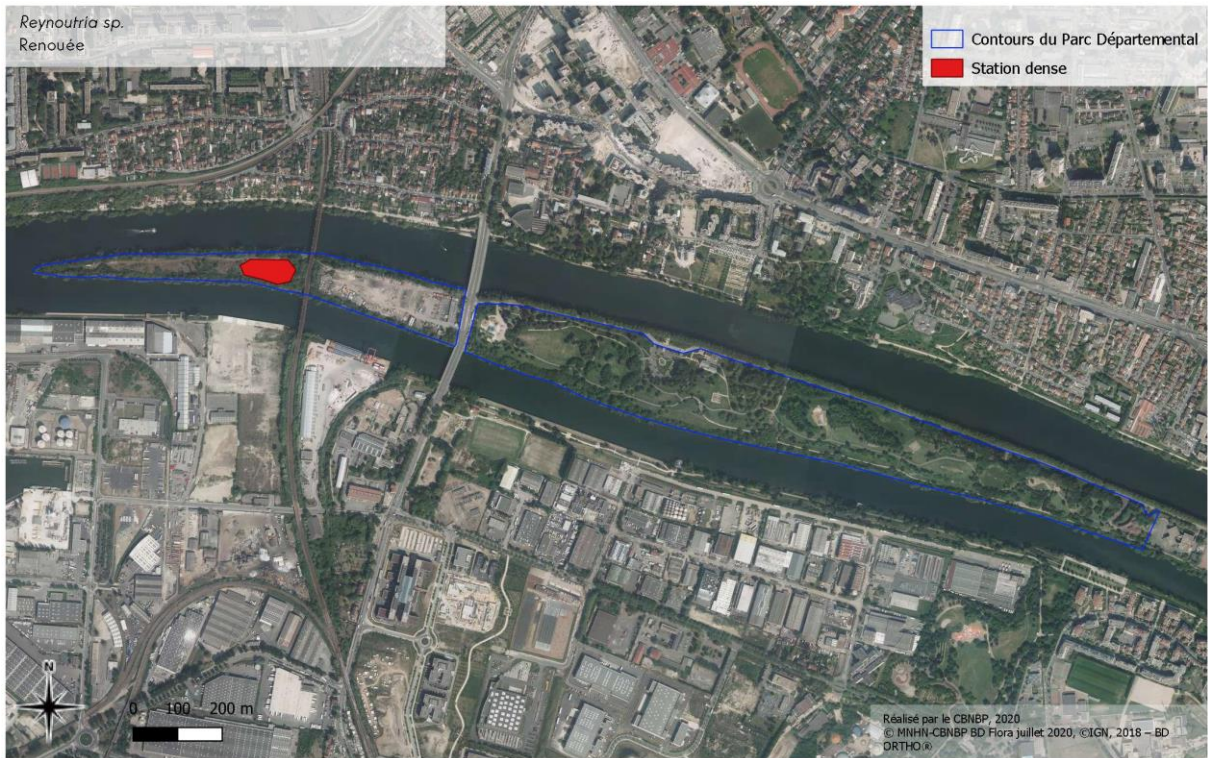 Reynoutria sp.
Renouée
Contours du Parc Départemental
Station dense
N
0 100 200 m
Réalisé par le CBNBP, 2020
© MNHN-CBNBP BD Flora juillet 2020, ©IGN, 2018 – BD
ORTHO®